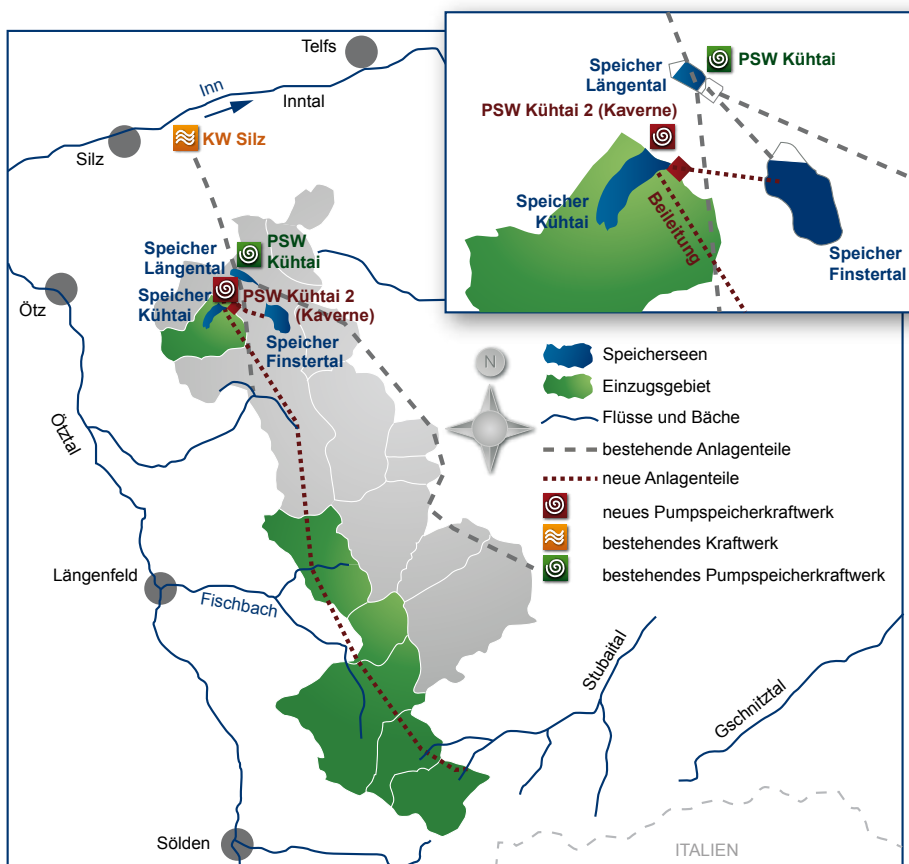 Telfs
Inn
Inntal
Silz
KW Silz
PSW
Kühtai
Speicher
Längental
Speicher
Kühtai
PSW Kühtai 2
(Kaverne)
Speicher
Finstertal
Ötz
Ötztal
Längenfeld
Fischbach
Sölden
Stubaital
Gschnitztal
ITALIEN
Speicher
Längental
PSW Kühtai
PSW Kühtai 2 (Kaverne)
Speicher
Kühtai
Beileitung
Speicher
Finstertal
N
Speicherseen
Einzugsgebiet
Flüsse und Bäche
bestehende Anlagenteile
neue Anlagenteile
neues Pumpspeicherkraftwerk
bestehendes Kraftwerk
bestehendes Pumpspeicherkraftwerk